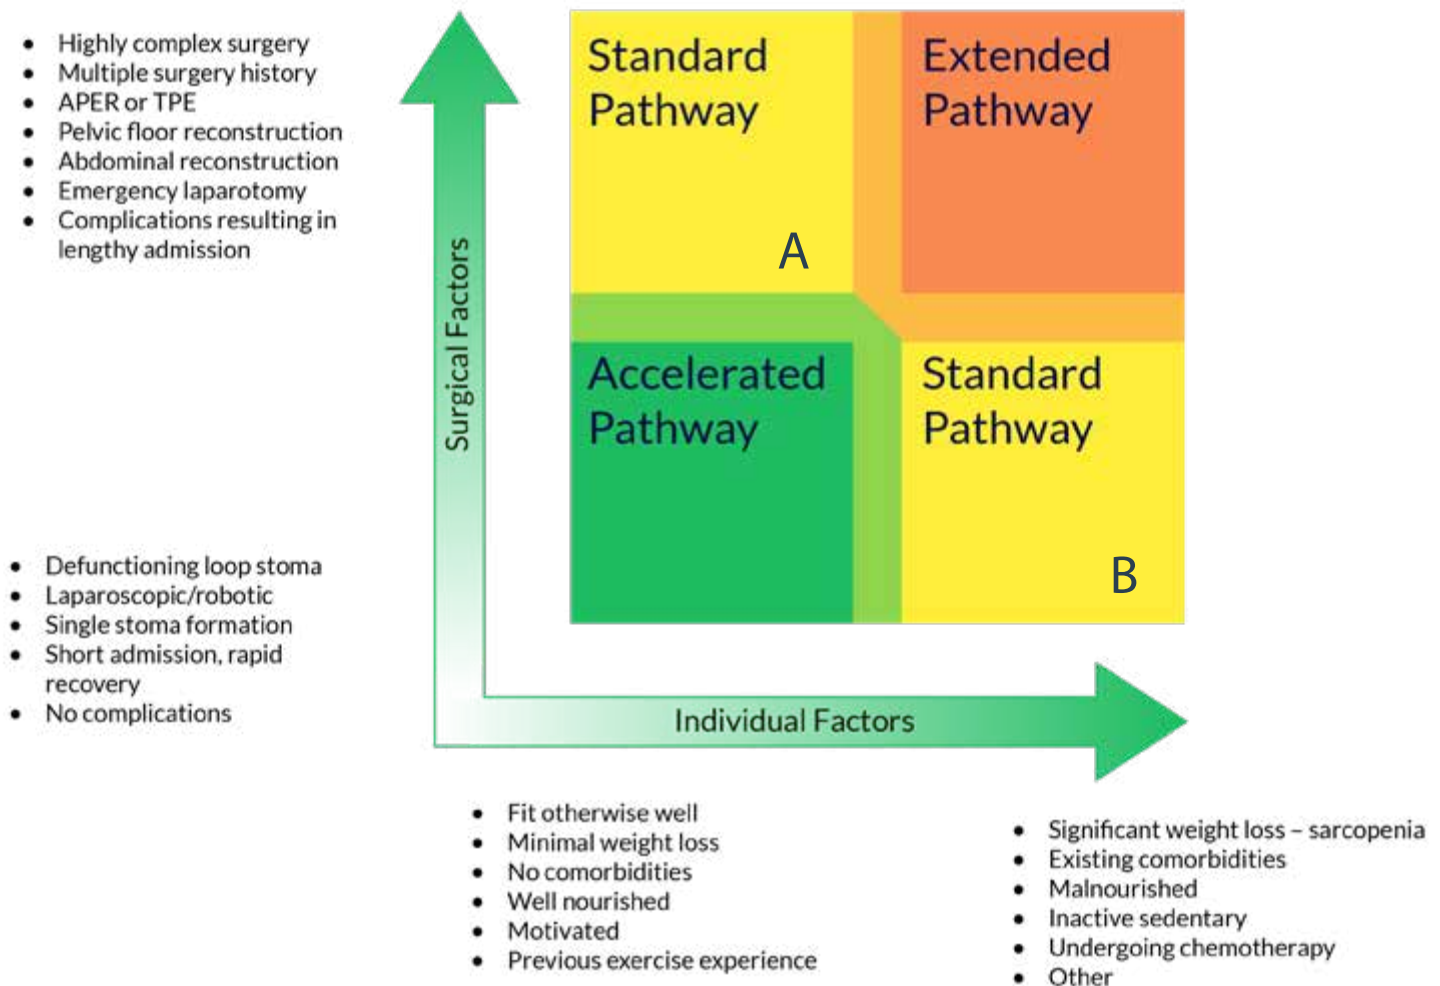 • Highly complex surgery
• Multiple surgery history
• APER or TPE
• Pelvic floor reconstruction
• Abdominal reconstruction
• Emergency laparotomy
• Complications resulting in
lengthy admission
• Defunctioning loop stoma
• Laparoscopic/robotic
• Single stoma formation
• Short admission, rapid
recovery
• No complications
Surgical Factors
Standard
Pathway
A
Extended
Pathway
Accelerated
Pathway
Standard
Pathway
B
Individual Factors
• Fit otherwise well
• Minimal weight loss
• No comorbidities
• Well nourished
• Motivated
• Previous exercise experience
• Significant weight loss – sarcopenia
• Existing comorbidities
• Malnourished
• Inactive sedentary
• Undergoing chemotherapy
• Other